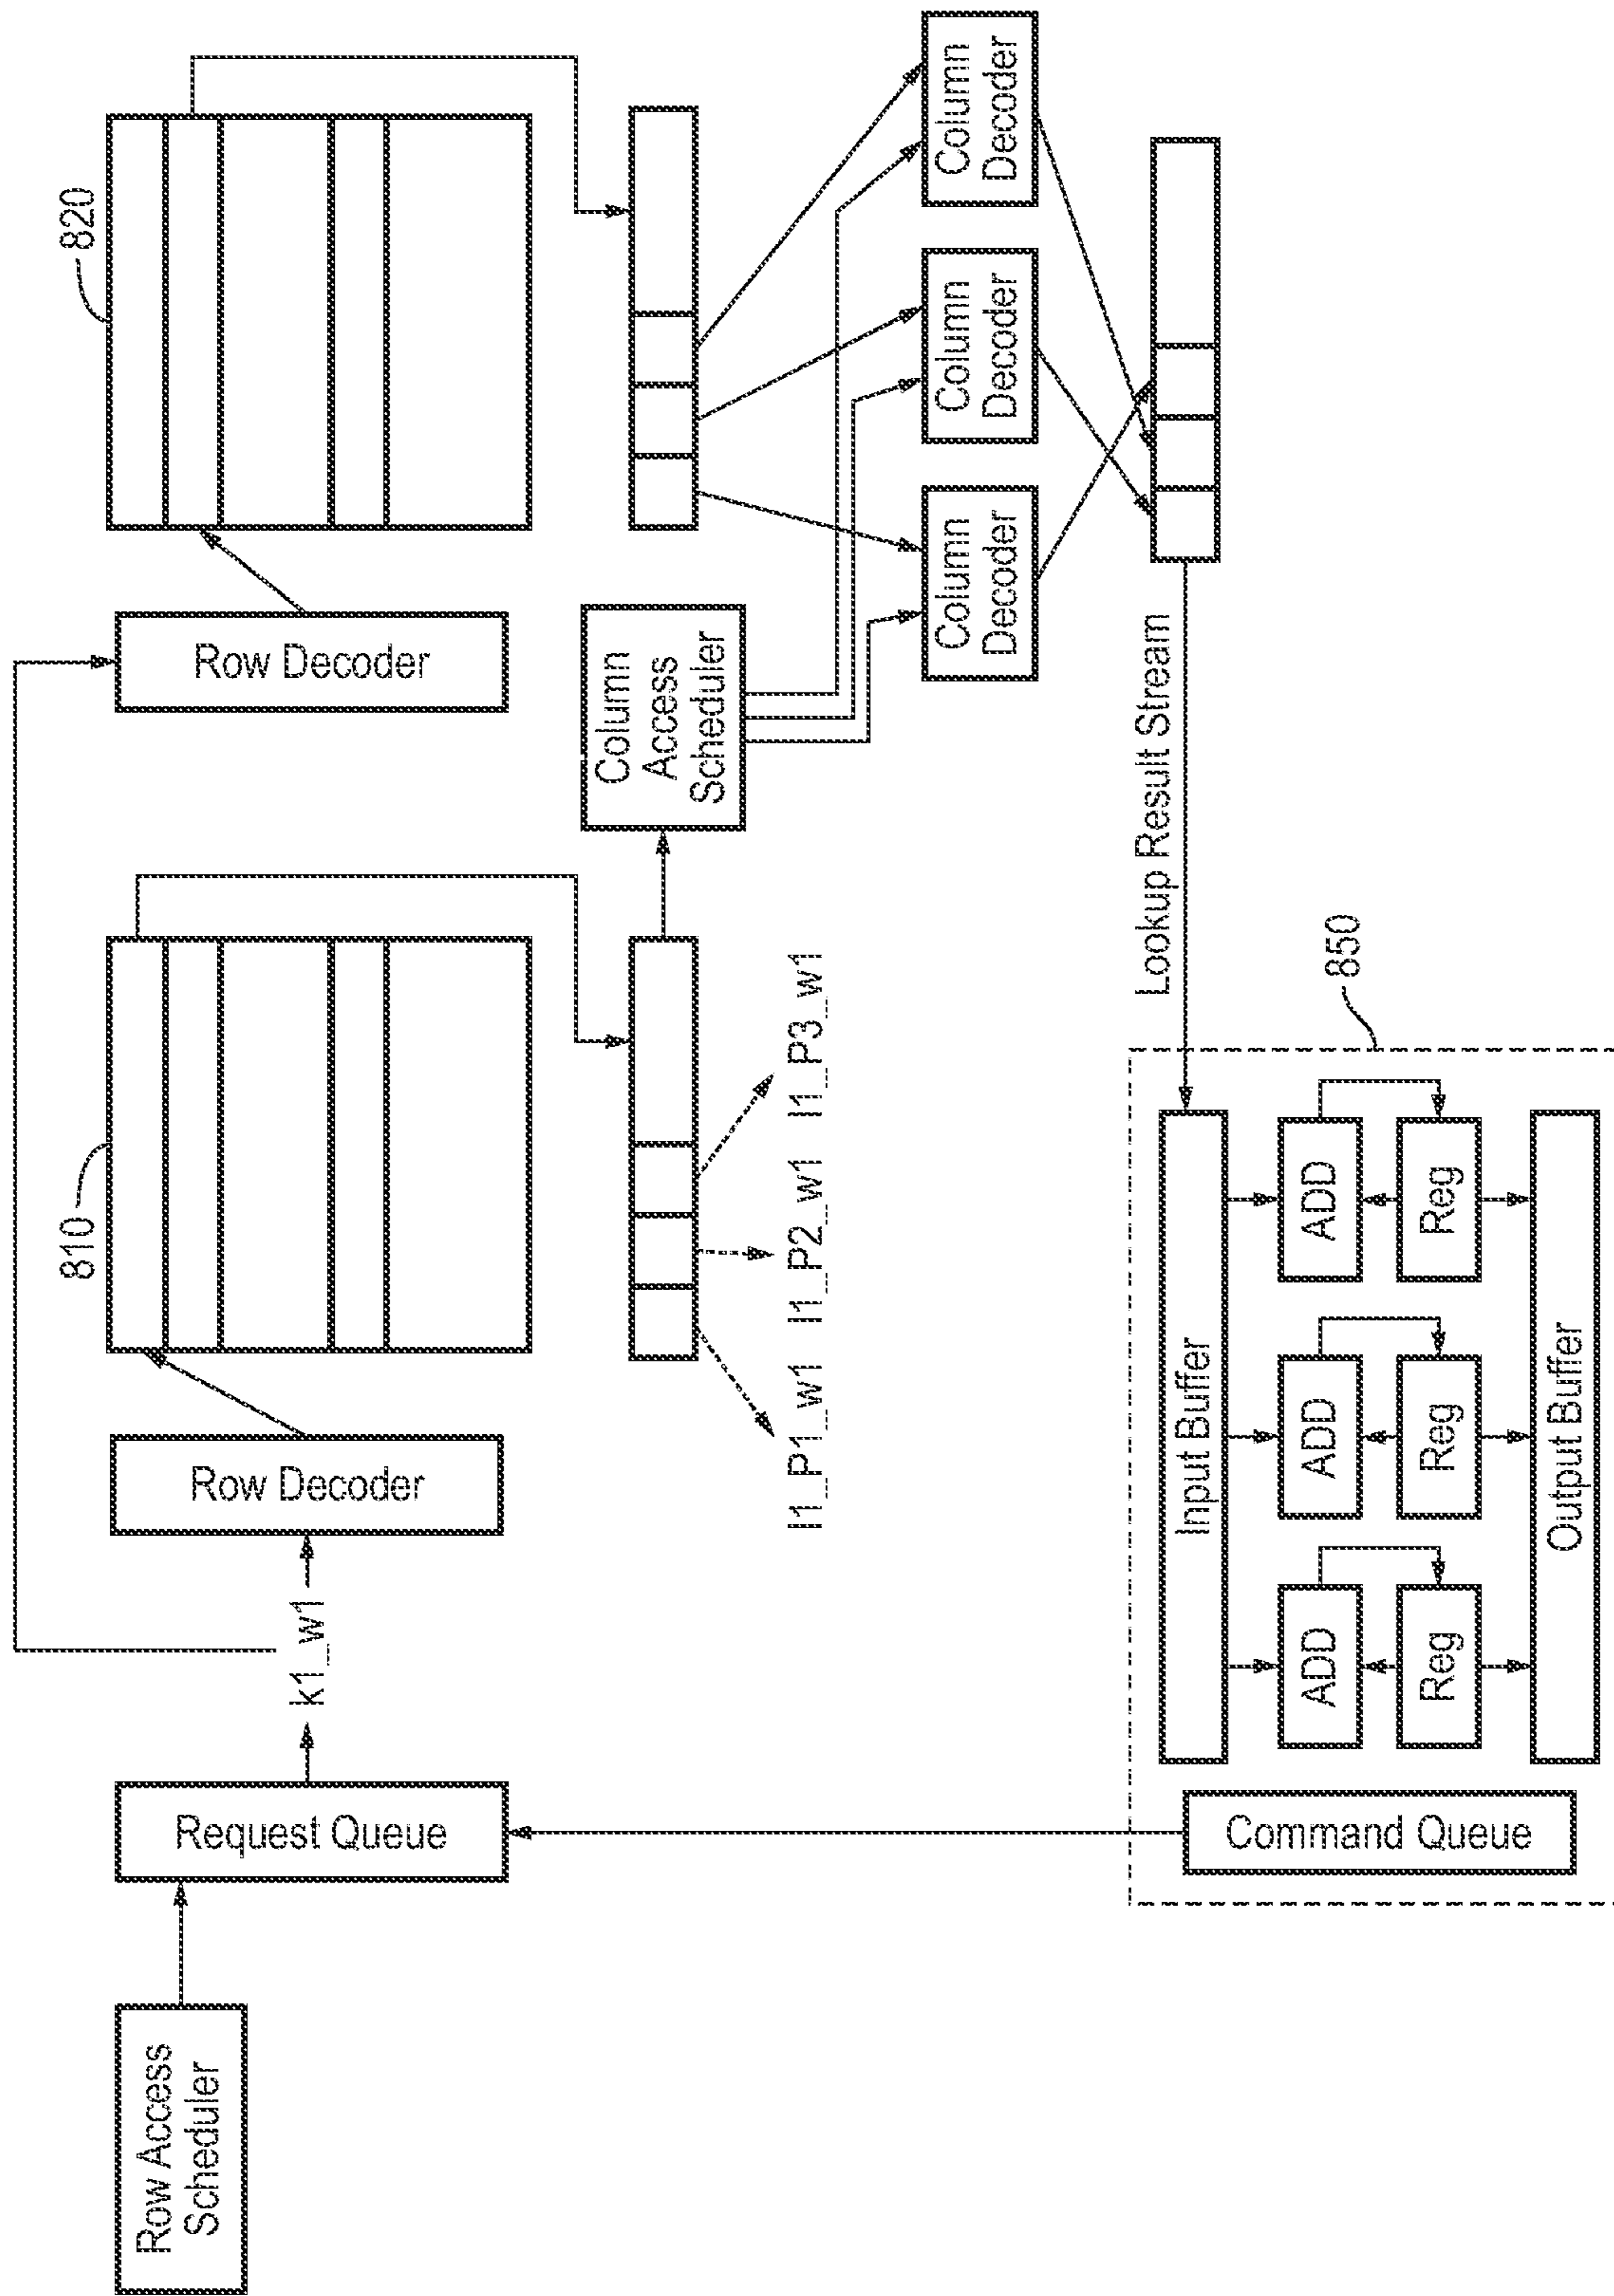 820
810
Row Decoder
Row Decoder
k1_w1
Request Queue
Row Access
Scheduler
Column
Access
Scheduler
I1_P1_w1 I1_P2_w1 I1_P3_w1
Column
Decoder
Column
Decoder
Column
Decoder
Lookup Result Stream
850
Input Buffer
ADD
ADD
ADD
Reg
Reg
Reg
Output Buffer
Command Queue